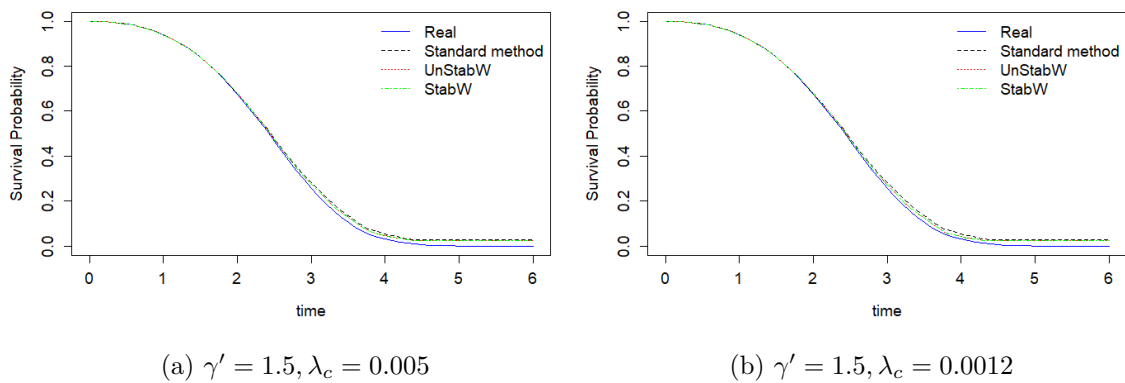 Survival Probability
1.0
0.8
0.6
0.4
0.2
0.0
Real
Standard method
UnStabW
StabW
0 1 2 3 4 5 6
time
(a) γ′ = 1.5, λc = 0.005
Survival Probability
1.0
0.8
0.6
0.4
0.2
0.0
Real
Standard method
UnStabW
StabW
0 1 2 3 4 5 6
time
(b) γ′ = 1.5, λc = 0.0012